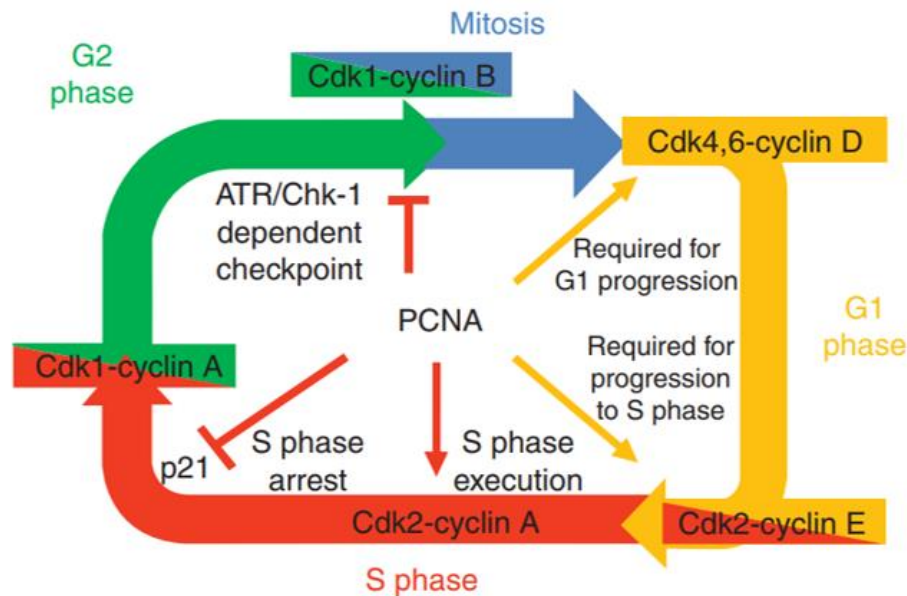 Mitosis
G2
phase
Cdk1-cyclin B
Cdk4,6-cyclin D
ATR/Chk-1
dependent
checkpoint
Required for
G1 progression
PCNA
G1
phase
Required for
progression
to S phase
Cdk1-cyclin A
p21
S phase
arrest
S phase
execution
Cdk2-cyclin A
Cdk2-cyclin E
S phase